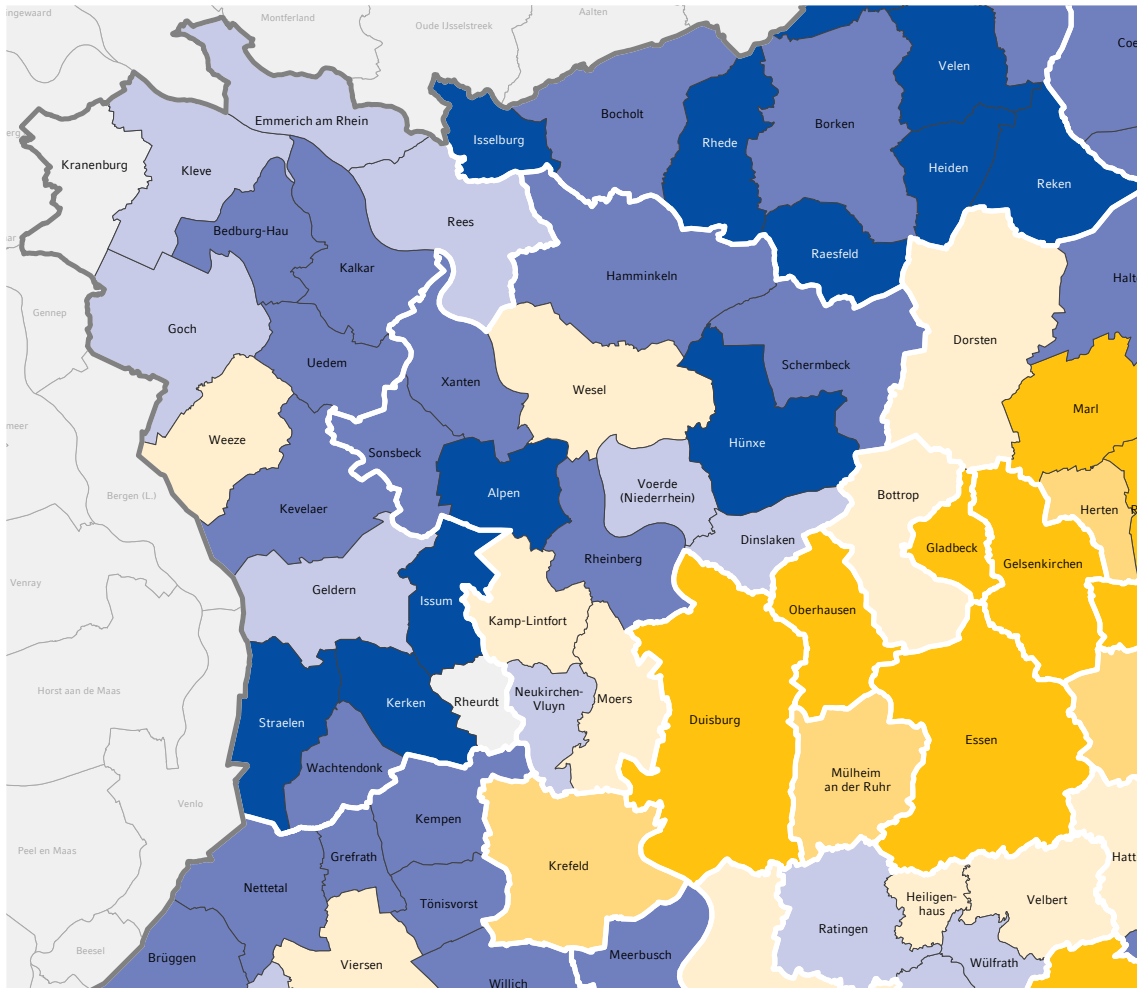 ngewaard
Montferland
Oude IJsselstreek
Aalten
Coe
Velen
Bocholt
Borken
Emmerich am Rhein
Isselburg
Rhede
Kranenburg
Kleve
Heiden
Reken
Rees
Bedburg-Hau
Raesfeld
Kalkar
Hamminkeln
Halt
Gennep
Goch
Dorsten
Uedem
Schermbeck
Xanten
Wesel
Marl
meer
Weeze
Hünxe
Sonsbeck
Voerde
(Niederrhein)
Alpen
Bergen (L.)
Bottrop
Kevelaer
Herten
R
Dinslaken
Gladbeck
Rheinberg
Gelsenkirchen
Venray
Geldern
Issum
Oberhausen
Kamp-Lintfort
Horst aan de Maas
Neukirchen-
Vluyn
Moers
Rheurdt
Kerken
Straelen
Duisburg
Essen
Wachtendonk
Mülheim
an der Ruhr
Venlo
Kempen
Peel en Maas
Grefrath
Hatt
Krefeld
Nettetal
Heiligen-
haus
Velbert
Tönisvorst
Ratingen
Beesel
Brüggen
Meerbusch
Viersen
Wülfrath
Willich